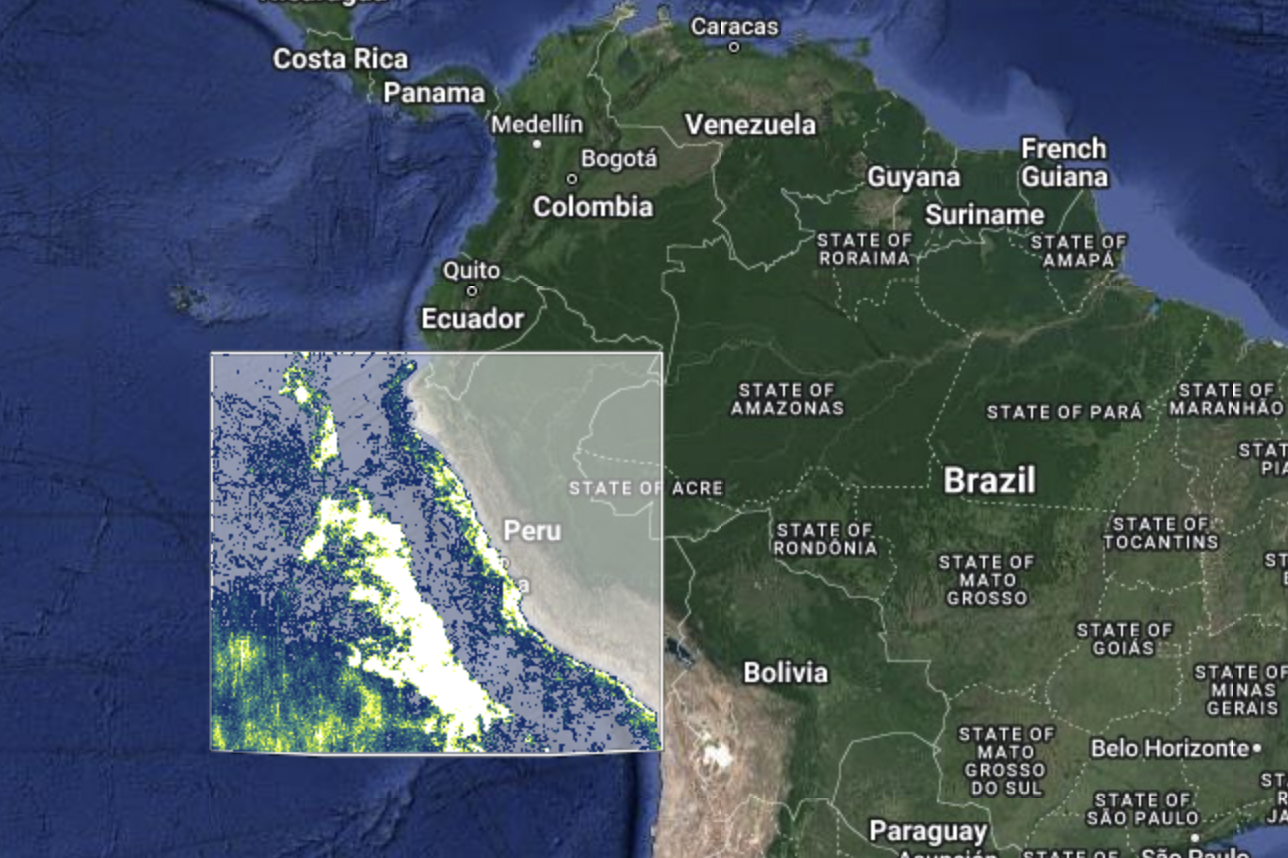 Caracas
Costa Rica
Panama
Medellín
Venezuela
Bogotá
French
Guiana
Guyana
Colombia
Suriname
STATE OF
RORAIMA
STATE OF
AMAPÁ
Quito
Ecuador
STATE OF
AMAZONAS
STATE OF PARÁ
STATE OF
MARANHÃO
STATE OF ACRE
Brazil
Peru
STATE OF
RONDÔNIA
STATE OF
TOCANTINS
STATE OF
MATO
GROSSO
STATE OF
GOIÁS
Bolivia
STATE OF
MINAS
GERAIS
STATE OF
MATO
GROSSO
DO SUL
Belo Horizonte
STATE OF
SÃO PAULO
Paraguay
STATE OF
São Paulo